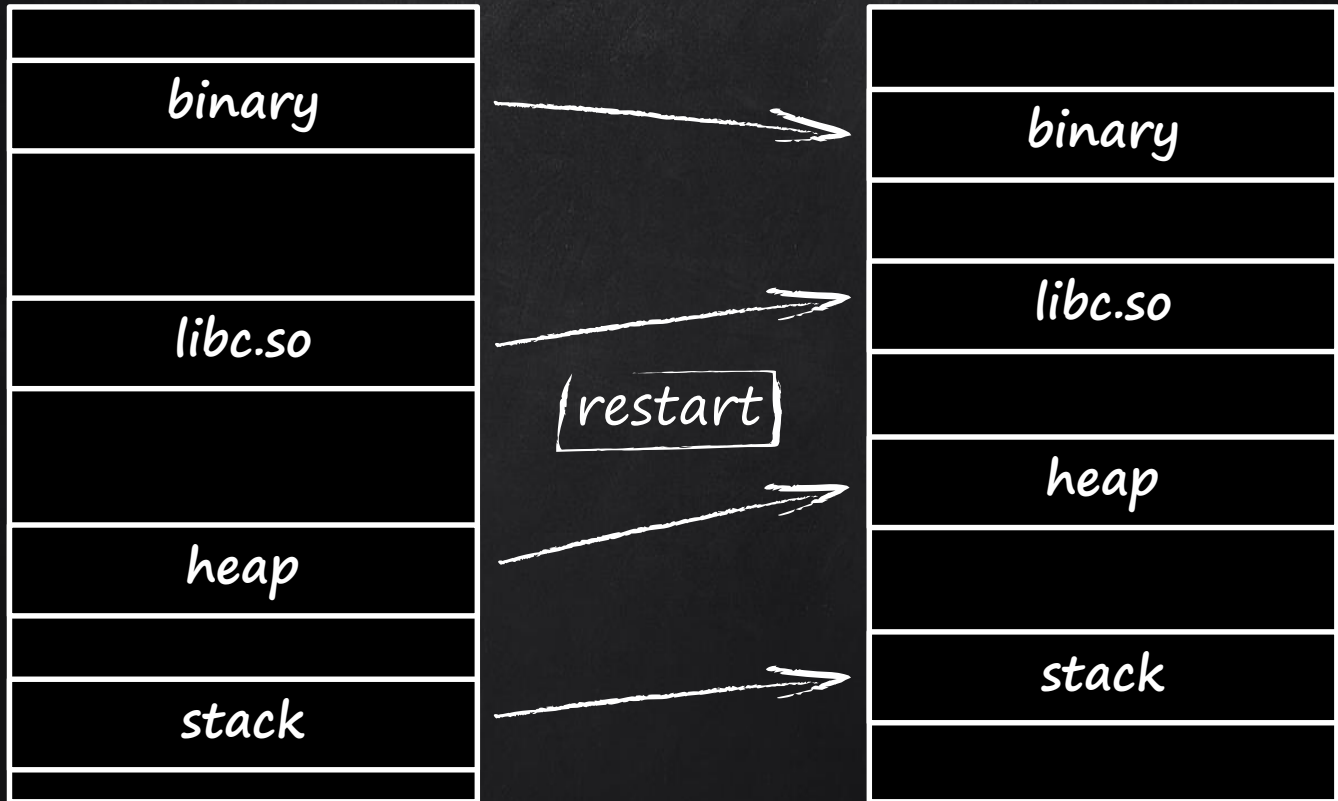 binary
libc.so
heap
stack
restart
binary
libc.so
heap
stack